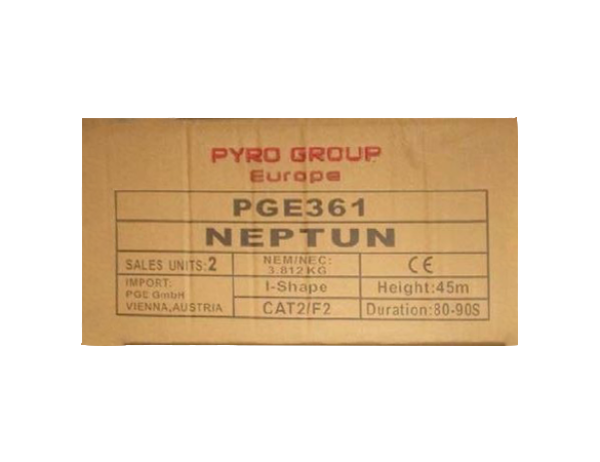 PYRO GROUP
Europe
PGE361
NEPTUN
SALES UNITS: 2
NEM/NEC:
3.812KG
CE
IMPORT:
PGE GmbH
VIENNA,AUSTRIA
I-Shape
Height:45m
CAT2/F2
Duration:80-90S